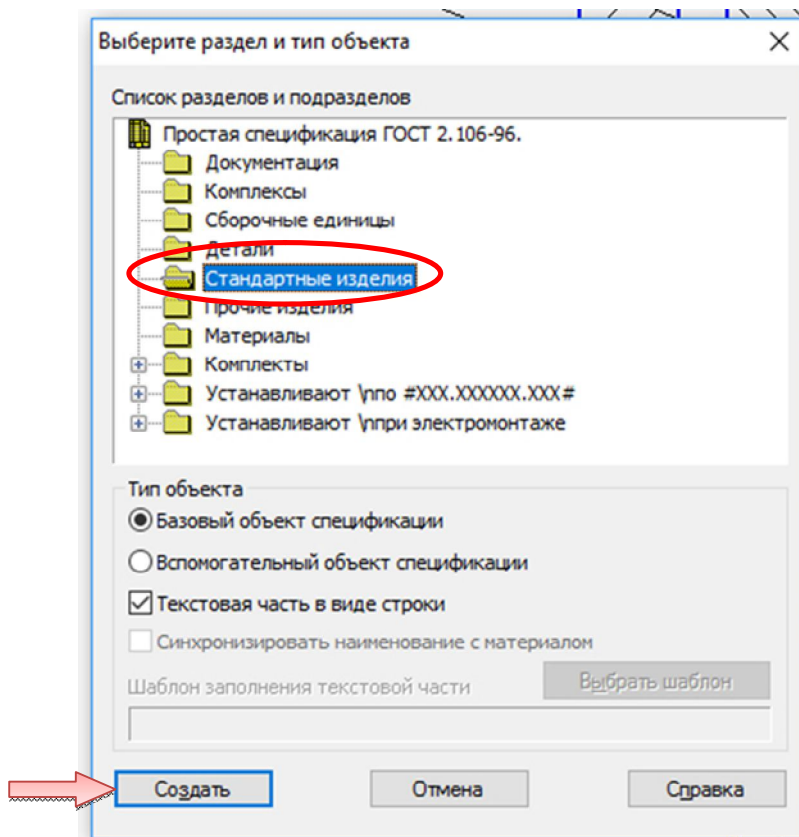 Выберите раздел и тип объекта
Список разделов и подразделов
Простая спецификация ГОСТ 2.106-96.
Документация
Комплексы
Сборочные единицы
Детали
Стандартные изделия
Прочие изделия
Материалы
Комплекты
Устанавливают \nпо #XXX.XXXXXX.XXX#
Устанавливают \nпри электромонтаже
Тип объекта
Базовый объект спецификации
Вспомогательный объект спецификации
Текстовая часть в виде строки
Синхронизировать наименование с материалом
Шаблон заполнения текстовой части Выбрать шаблон
Создать Отмена Справка